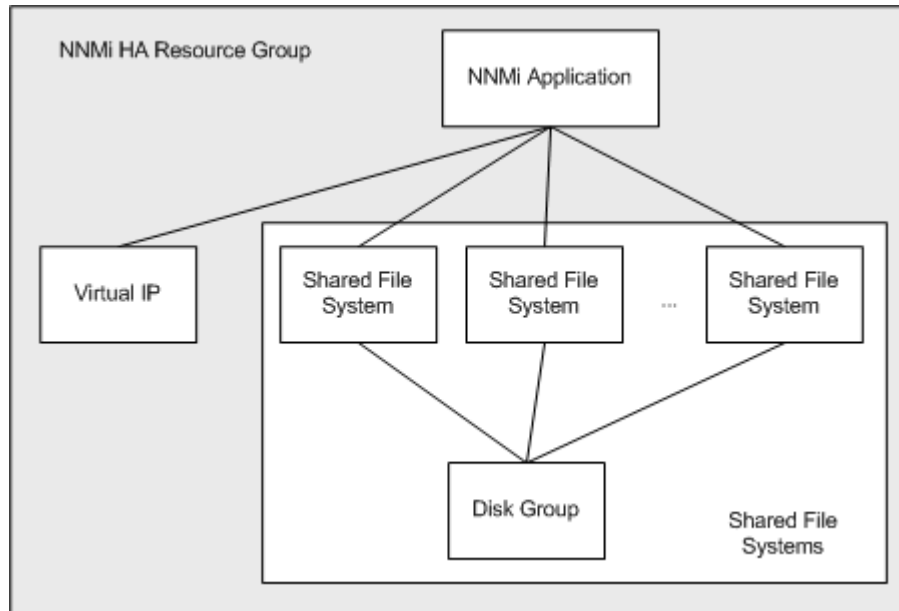 NNMi HA Resource Group
NNMi Application
Virtual IP
Shared File
System
Shared File
System
...
Shared File
System
Disk Group
Shared File
Systems